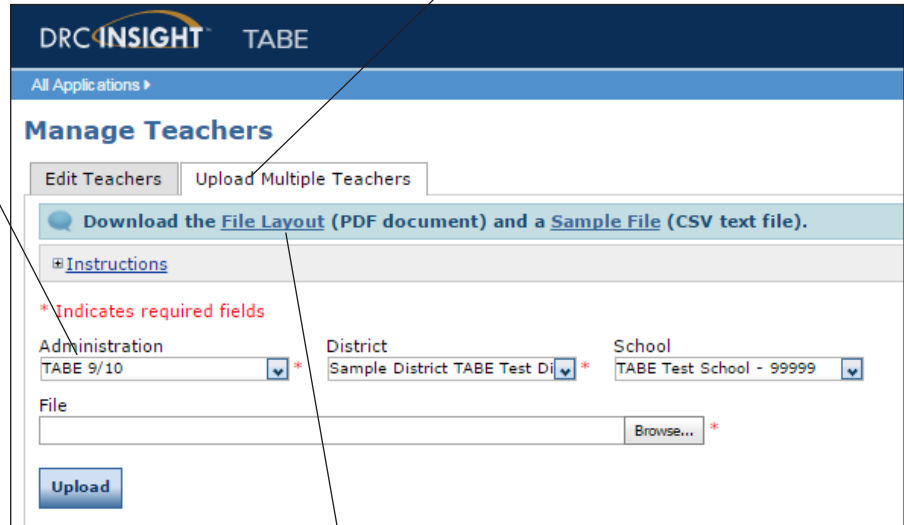 DRC INSIGHT TABE
All Applications
Manage Teachers
Edit Teachers Upload Multiple Teachers
Download the File Layout (PDF document) and a Sample File (CSV text file).
Instructions
* Indicates required fields
Administration District School
TABE 9/10 * Sample District TABE Test Di * TABE Test School - 99999
File
Browse... *
Upload